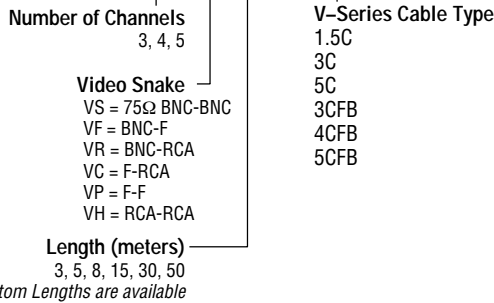 Number of Channels
3, 4, 5
Video Snake
VS = 75Ω BNC-BNC
VF = BNC-F
VR = BNC-RCA
VC = F-RCA
VP = F-F
VH = RCA-RCA
Length (meters)
3, 5, 8, 15, 30, 50
Lengths are available
V–Series Cable Type
1.5C
3C
5C
3CFB
4CFB
5CFB